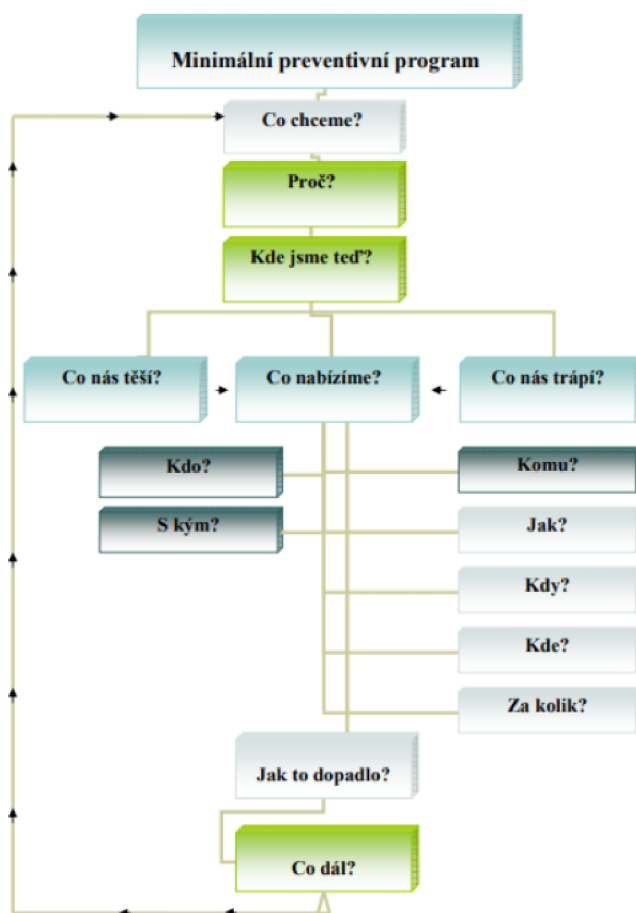 Minimální preventivní program
Co chceme?
Proč?
Kde jsme teď?
Co nás těší?
Co nabízíme?
Co nás trápí?
Kdo?
Komu?
S kým?
Jak?
Kdy?
Kde?
Za kolik?
Jak to dopadlo?
Co dál?